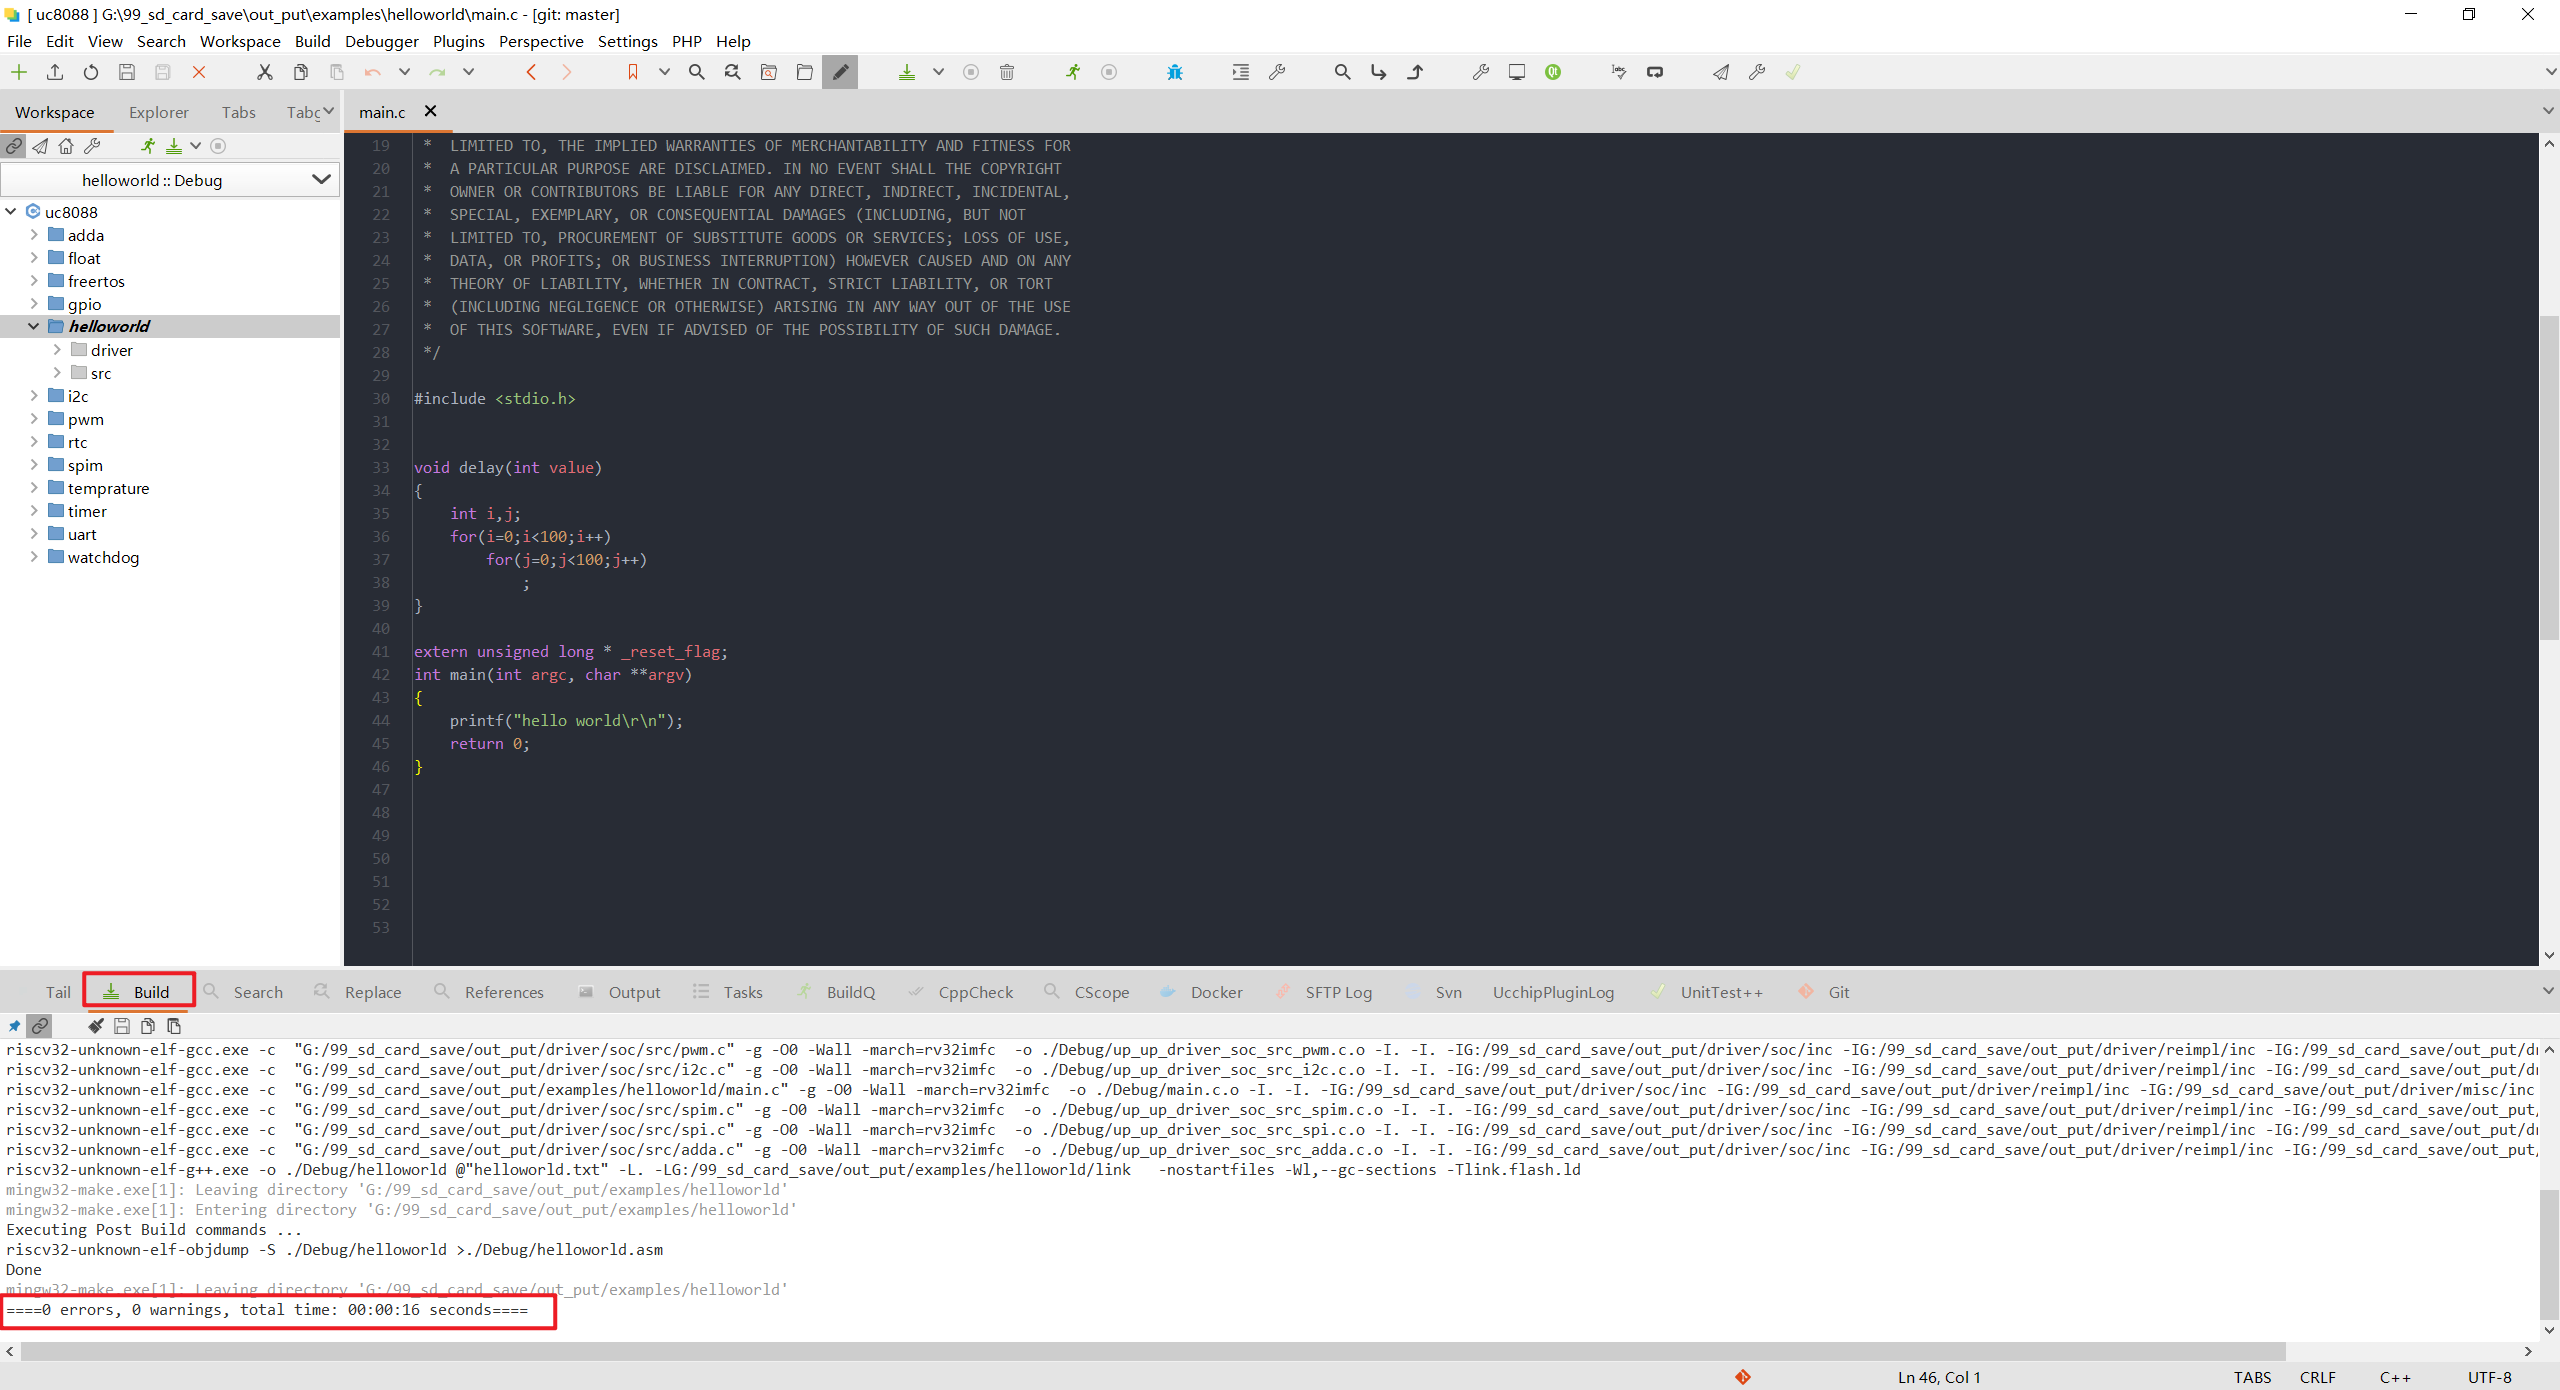 [ uc8088 ] G:\99_sd_card_save\out_put\examples\helloworld\main.c - [git: master]
File Edit View Search Workspace Build Debugger Plugins Perspective Settings PHP Help
Workspace Explorer Tabs
main.c
helloworld :: Debug
uc8088
adda
float
freertos
gpio
helloworld
driver
src
i2c
pwm
rtc
spim
temprature
timer
uart
watchdog
19 * LIMITED TO, THE IMPLIED WARRANTIES OF MERCHANTABILITY AND FITNESS FOR
20 * A PARTICULAR PURPOSE ARE DISCLAIMED. IN NO EVENT SHALL THE COPYRIGHT
21 * OWNER OR CONTRIBUTORS BE LIABLE FOR ANY DIRECT, INDIRECT, INCIDENTAL,
22 * SPECIAL, EXEMPLARY, OR CONSEQUENTIAL DAMAGES (INCLUDING, BUT NOT
23 * LIMITED TO, PROCUREMENT OF SUBSTITUTE GOODS OR SERVICES; LOSS OF USE,
24 * DATA, OR PROFITS; OR BUSINESS INTERRUPTION) HOWEVER CAUSED AND ON ANY
25 * THEORY OF LIABILITY, WHETHER IN CONTRACT, STRICT LIABILITY, OR TORT
26 * (INCLUDING NEGLIGENCE OR OTHERWISE) ARISING IN ANY WAY OUT OF THE USE
27 * OF THIS SOFTWARE, EVEN IF ADVISED OF THE POSSIBILITY OF SUCH DAMAGE.
28 */
29
30 #include <stdio.h>
31
32
33 void delay(int value)
34 {
35 int i,j;
36 for(i=0;i<100;i++)
37 for(j=0;j<100;j++)
38 ;
39 }
40
41 extern unsigned long * _reset_flag;
42 int main(int argc, char **argv)
43 {
44 printf("hello world\r\n");
45 return 0;
46 }
47
48
49
50
51
52
53
Tail Build Search Replace References Output Tasks BuildQ CppCheck CScope Docker SFTP Log Svn UcchipPluginLog UnitTest++ Git
riscv32-unknown-elf-gcc.exe -c "G:/99_sd_card_save/out_put/driver/soc/src/pwm.c" -g -O0 -Wall -march=rv32imfc -o ./Debug/up_up_driver_soc_src_pwm.c.o -I. -I. -IG:/99_sd_card_save/out_put/driver/soc/inc -IG:/99_sd_card_save/out_put/driver/reimpl/inc -IG:/99_sd_card_save/out_put/d
riscv32-unknown-elf-gcc.exe -c "G:/99_sd_card_save/out_put/driver/soc/src/i2c.c" -g -O0 -Wall -march=rv32imfc -o ./Debug/up_up_driver_soc_src_i2c.c.o -I. -I. -IG:/99_sd_card_save/out_put/driver/soc/inc -IG:/99_sd_card_save/out_put/driver/reimpl/inc -IG:/99_sd_card_save/out_put/d
riscv32-unknown-elf-gcc.exe -c "G:/99_sd_card_save/out_put/examples/helloworld/main.c" -g -O0 -Wall -march=rv32imfc -o ./Debug/main.c.o -I. -I. -IG:/99_sd_card_save/out_put/driver/soc/inc -IG:/99_sd_card_save/out_put/driver/reimpl/inc -IG:/99_sd_card_save/out_put/driver/misc/inc
riscv32-unknown-elf-gcc.exe -c "G:/99_sd_card_save/out_put/driver/soc/src/spim.c" -g -O0 -Wall -march=rv32imfc -o ./Debug/up_up_driver_soc_src_spim.c.o -I. -I. -IG:/99_sd_card_save/out_put/driver/soc/inc -IG:/99_sd_card_save/out_put/driver/reimpl/inc -IG:/99_sd_card_save/out_put/
riscv32-unknown-elf-gcc.exe -c "G:/99_sd_card_save/out_put/driver/soc/src/spi.c" -g -O0 -Wall -march=rv32imfc -o ./Debug/up_up_driver_soc_src_spi.c.o -I. -I. -IG:/99_sd_card_save/out_put/driver/soc/inc -IG:/99_sd_card_save/out_put/driver/reimpl/inc -IG:/99_sd_card_save/out_put/d
riscv32-unknown-elf-gcc.exe -c "G:/99_sd_card_save/out_put/driver/soc/src/adda.c" -g -O0 -Wall -march=rv32imfc -o ./Debug/up_up_driver_soc_src_adda.c.o -I. -I. -IG:/99_sd_card_save/out_put/driver/soc/inc -IG:/99_sd_card_save/out_put/driver/reimpl/inc -IG:/99_sd_card_save/out_put/
riscv32-unknown-elf-g++.exe -o ./Debug/helloworld @"helloworld.txt" -L. -LG:/99_sd_card_save/out_put/examples/helloworld/link -nostartfiles -Wl,--gc-sections -Tlink.flash.ld
mingw32-make.exe[1]: Leaving directory 'G:/99_sd_card_save/out_put/examples/helloworld'
mingw32-make.exe[1]: Entering directory 'G:/99_sd_card_save/out_put/examples/helloworld'
Executing Post Build commands ...
riscv32-unknown-elf-objdump -S ./Debug/helloworld >./Debug/helloworld.asm
Done
mingw32-make.exe[1]: Leaving directory 'G:/99_sd_card_save/out_put/examples/helloworld'
====0 errors, 0 warnings, total time: 00:00:16 seconds====
Ln 46, Col 1 TABS CRLF C++ UTF-8